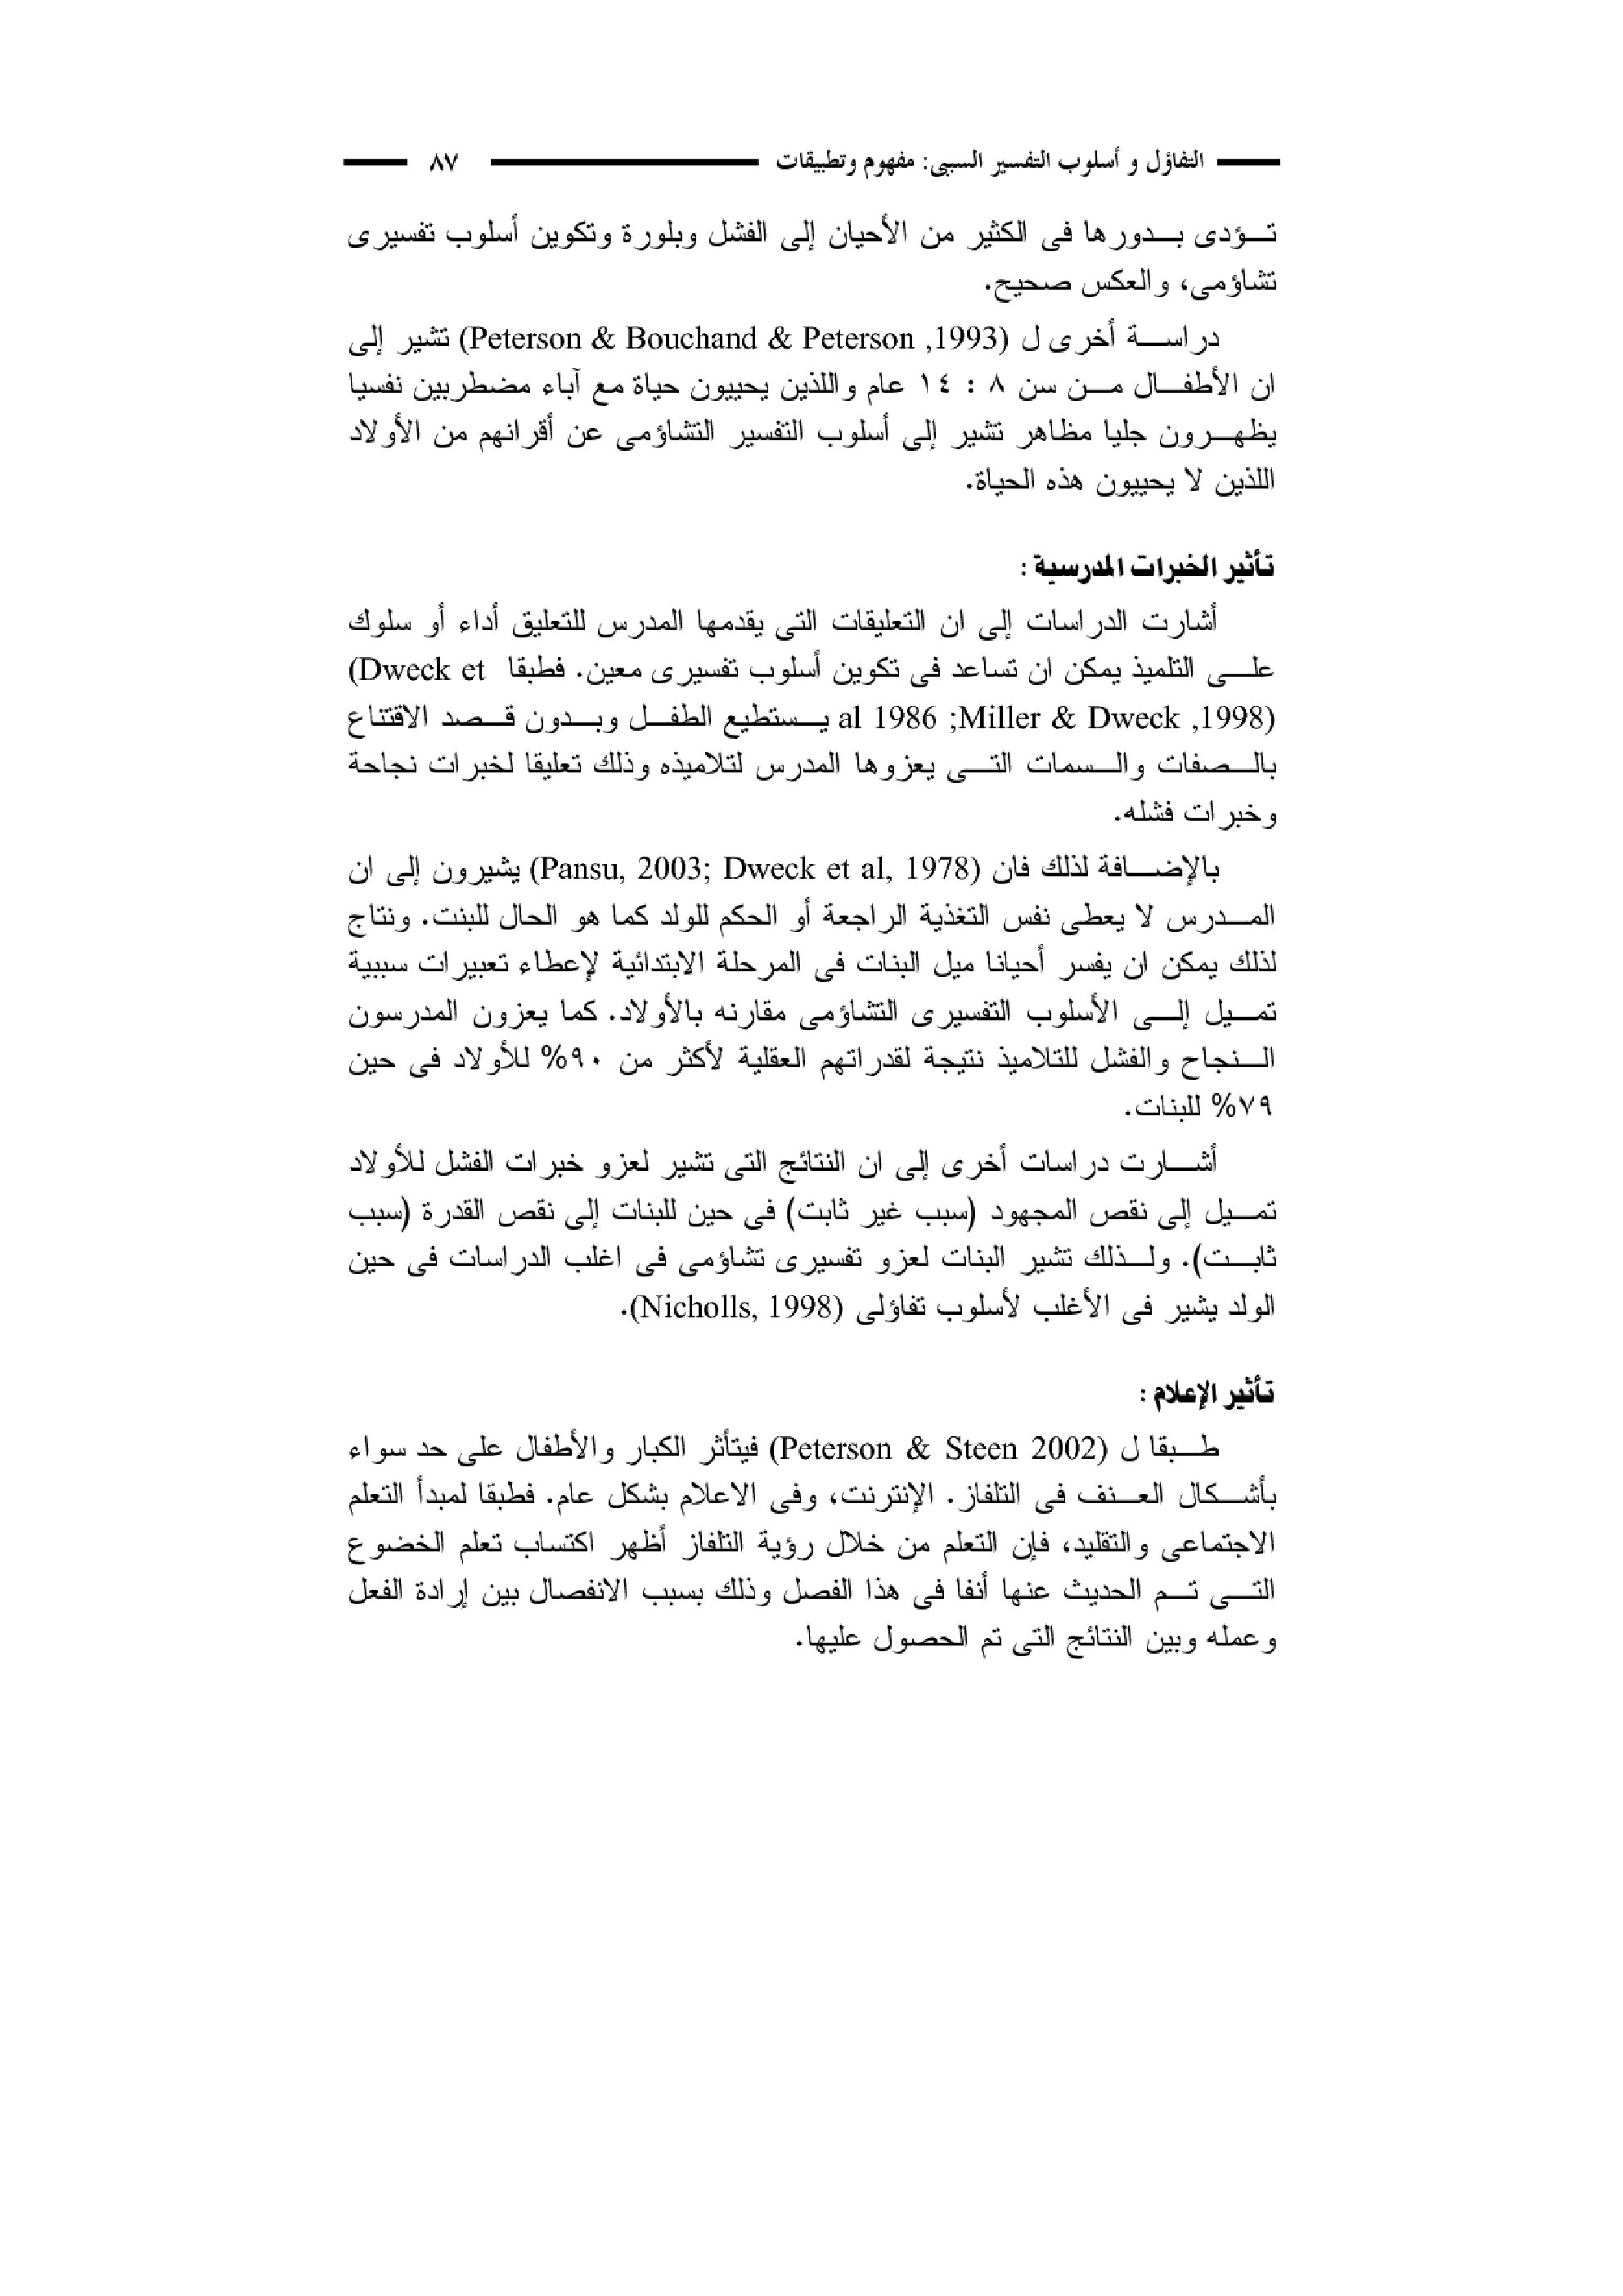 التفاؤل و أسلوب التفسير السببى: مفهوم وتطبيقات ٨٧
تؤدى بدورها فى الكثير من الأحيان إلى الفشل وبلورة وتكوين أسلوب تفسيرى
تشاؤمى، والعكس صحيح.
دراسة أخرى ل (Peterson & Bouchand & Peterson ,1993) تشير إلى
ان الأطفال من سن ٨ : ١٤ عام واللذين يحييون حياة مع آباء مضطربين نفسيا
يظهرون جليا مظاهر تشير إلى أسلوب التفسير التشاؤمى عن أقرانهم من الأولاد
اللذين لا يحييون هذه الحياة.
تأثير الخبرات المدرسية :
أشارت الدراسات إلى ان التعليقات التى يقدمها المدرس للتعليق أداء أو سلوك
على التلميذ يمكن ان تساعد فى تكوين أسلوب تفسيرى معين. فطبقا (Dweck et
al 1986 ;Miller & Dweck ,1998) يستطيع الطفل وبدون قصد الاقتناع
بالصفات والسمات التى يعزوها المدرس لتلاميذه وذلك تعليقا لخبرات نجاحة
وخبرات فشله.
بالإضافة لذلك فان (Pansu, 2003; Dweck et al, 1978) يشيرون إلى ان
المدرس لا يعطى نفس التغذية الراجعة أو الحكم للولد كما هو الحال للبنت. ونتاج
لذلك يمكن ان يفسر أحيانا ميل البنات فى المرحلة الابتدائية لإعطاء تعبيرات سببية
تميل إلى الأسلوب التفسيرى التشاؤمى مقارنه بالأولاد. كما يعزون المدرسون
النجاح والفشل للتلاميذ نتيجة لقدراتهم العقلية لأكثر من ٩٠% للأولاد فى حين
٧٩% للبنات.
أشارت دراسات أخرى إلى ان النتائج التى تشير لعزو خبرات الفشل للأولاد
تميل إلى نقص المجهود (سبب غير ثابت) فى حين للبنات إلى نقص القدرة (سبب
ثابت). ولذلك تشير البنات لعزو تفسيرى تشاؤمى فى اغلب الدراسات فى حين
الولد يشير فى الأغلب لأسلوب تفاؤلى (Nicholls, 1998).
تأثير الإعلام :
طبقا ل (Peterson & Steen 2002) فيتأثر الكبار والأطفال على حد سواء
بأشكال العنف فى التلفاز. الإنترنت، وفى الاعلام بشكل عام. فطبقا لمبدأ التعلم
الاجتماعى والتقليد، فإن التعلم من خلال رؤية التلفاز أظهر اكتساب تعلم الخضوع
التى تم الحديث عنها أنفا فى هذا الفصل وذلك بسبب الانفصال بين إرادة الفعل
وعمله وبين النتائج التى تم الحصول عليها.